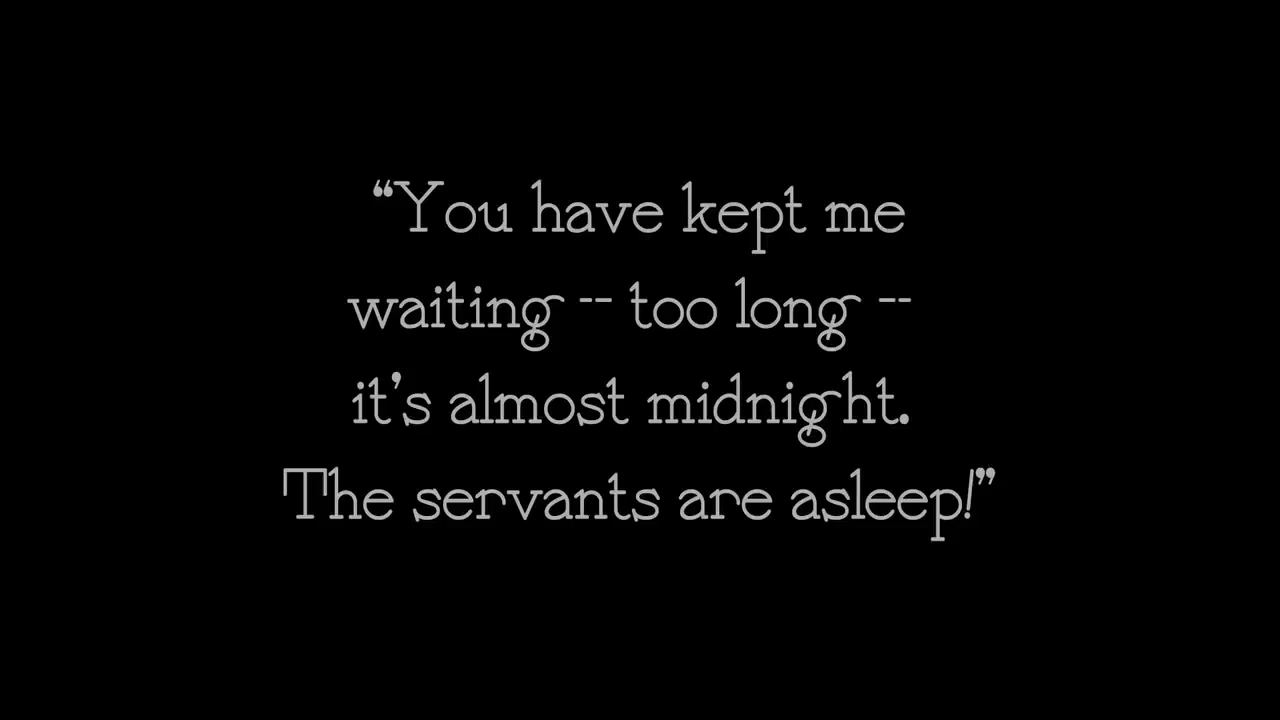 “You have kept me
waiting -- too long --
it’s almost midnight.
The servants are asleep!”